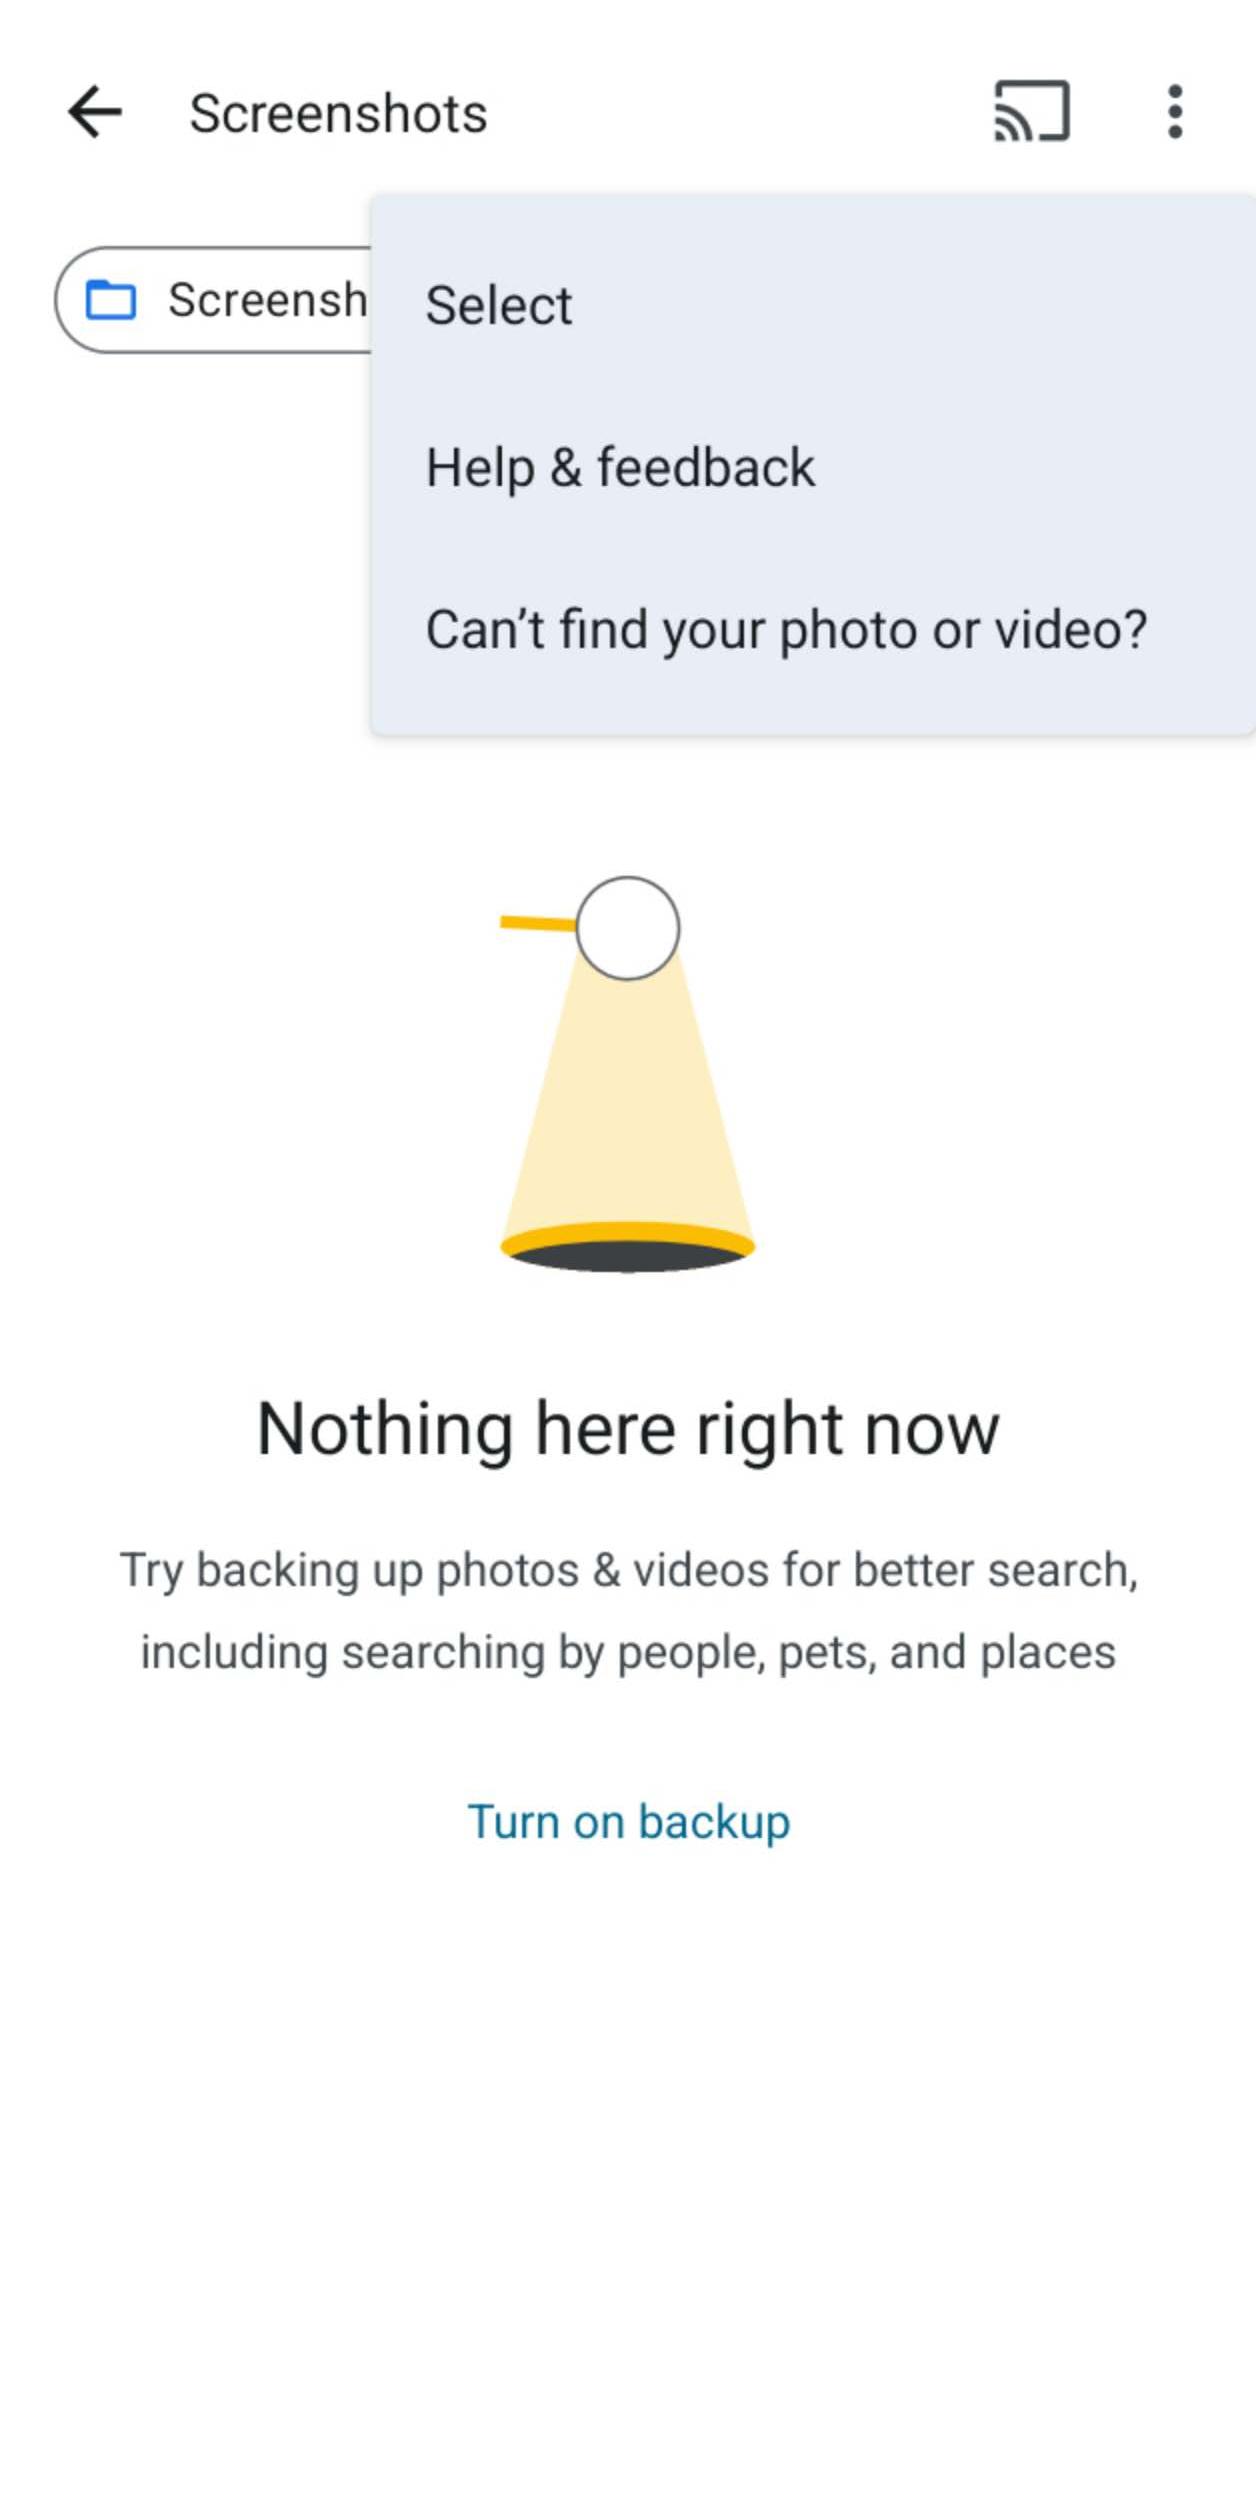 Screenshots
Screensh
Select
Help & feedback
Can’t find your photo or video?
Nothing here right now
Try backing up photos & videos for better search,
including searching by people, pets, and places
Turn on backup